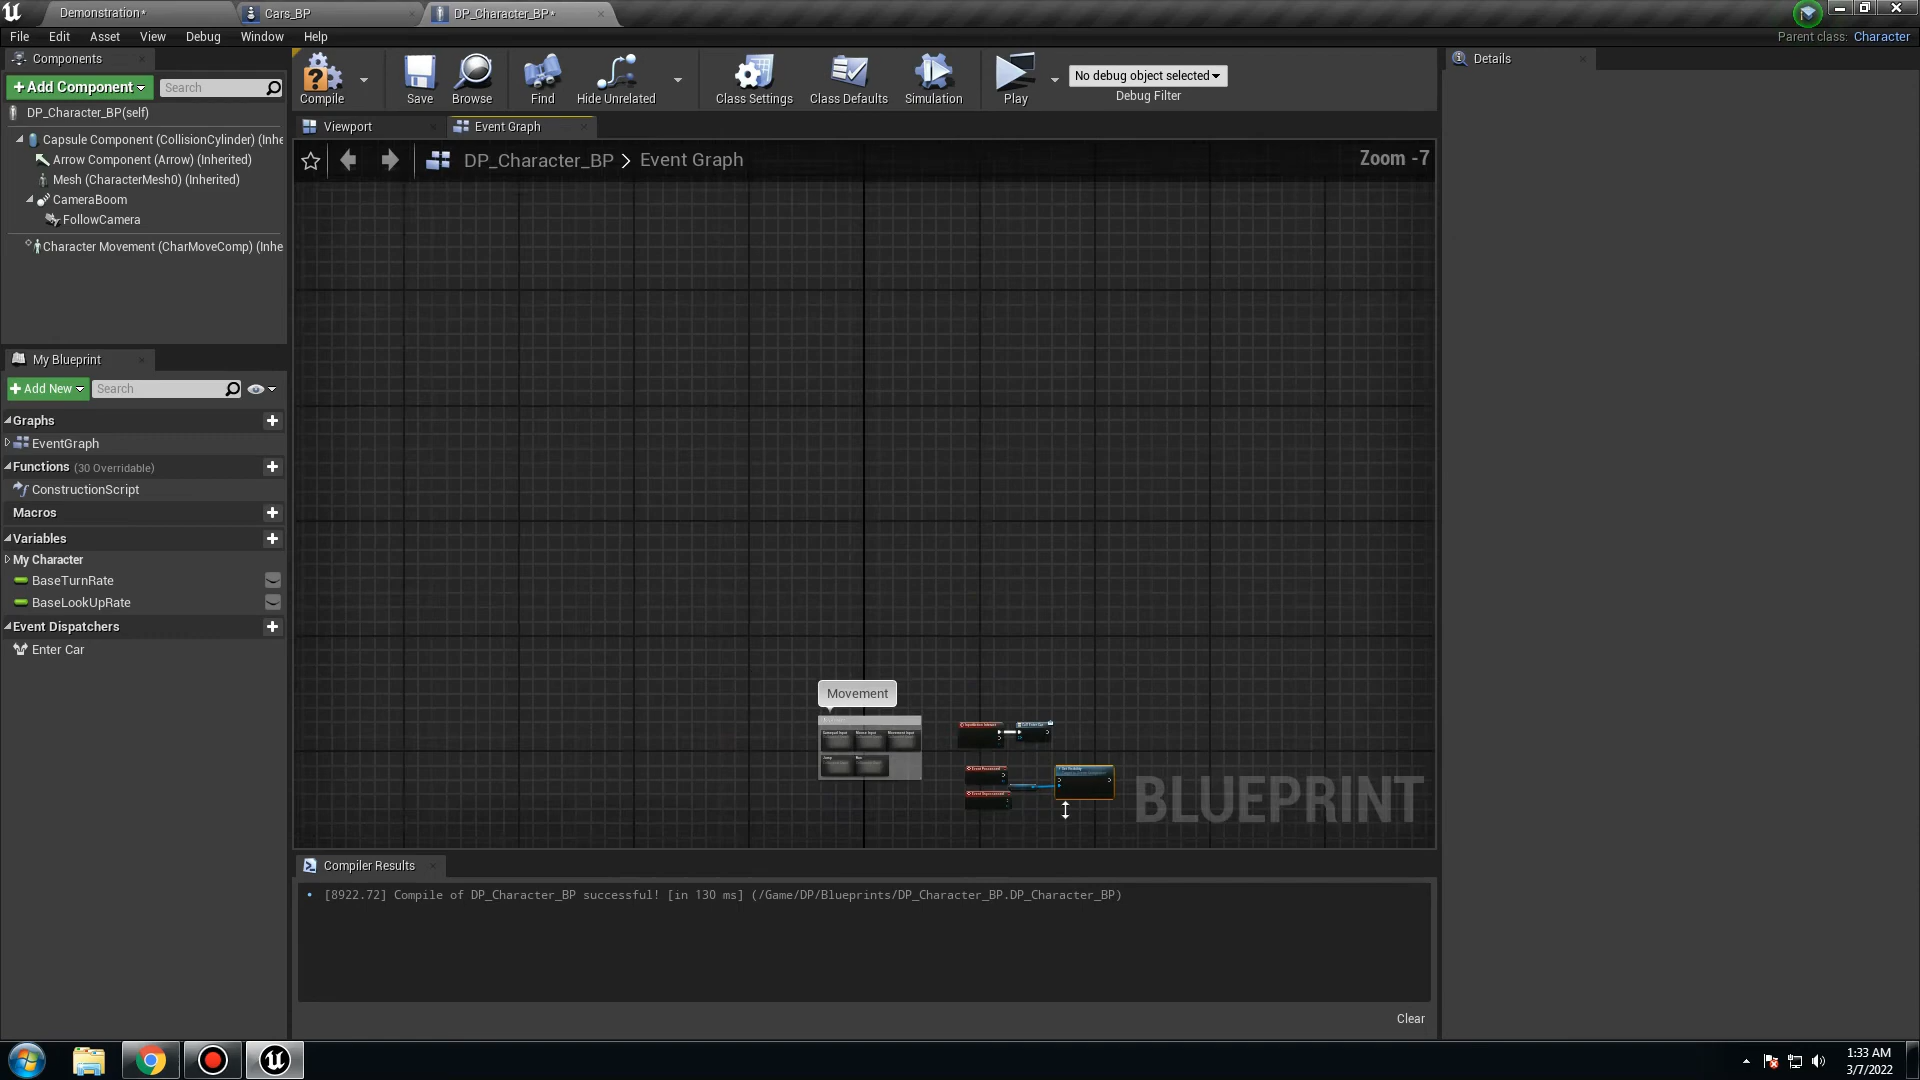 Demonstration*
Cars_BP
DP_Character_BP*
File Edit Asset View Debug Window Help
Parent class: Character
Components
+Add Component
Search
DP_Character_BP(self)
Capsule Component (CollisionCylinder) (Inhe
Arrow Component (Arrow) (Inherited)
Mesh (CharacterMesh0) (Inherited)
CameraBoom
FollowCamera
Character Movement (CharMoveComp) (Inhe
My Blueprint
+Add New
Search
Graphs
EventGraph
Functions (30 Overridable)
ConstructionScript
Macros
Variables
My Character
BaseTurnRate
BaseLookUpRate
Event Dispatchers
Enter Car
Compile
Save
Browse
Find
Hide Unrelated
Class Settings
Class Defaults
Simulation
Play
No debug object selected
Debug Filter
Viewport
Event Graph
DP_Character_BP > Event Graph
Zoom -7
Movement
BLUEPRINT
Compiler Results
• [8922.72] Compile of DP_Character_BP successful! [in 130 ms] (/Game/DP/Blueprints/DP_Character_BP.DP_Character_BP)
Clear
Details
1:33 AM
3/7/2022